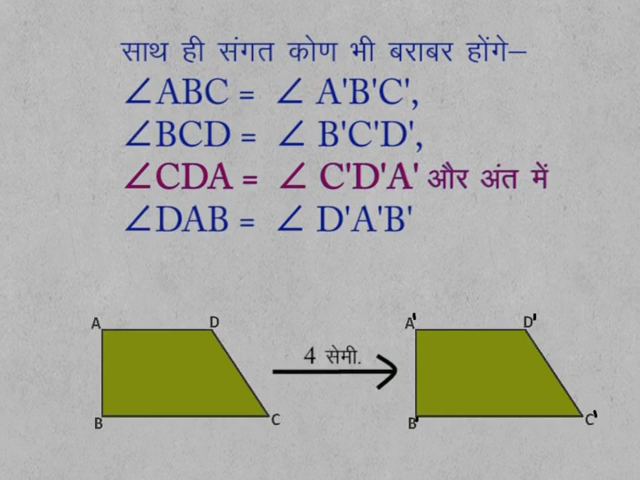 साथ ही संगत कोण भी बराबर होंगे–
∠ABC = ∠ A'B'C',
∠BCD = ∠ B'C'D',
∠CDA = ∠ C'D'A' और अंत में
∠DAB = ∠ D'A'B'
A D
B C
4 सेमी.
A' D'
B' C'